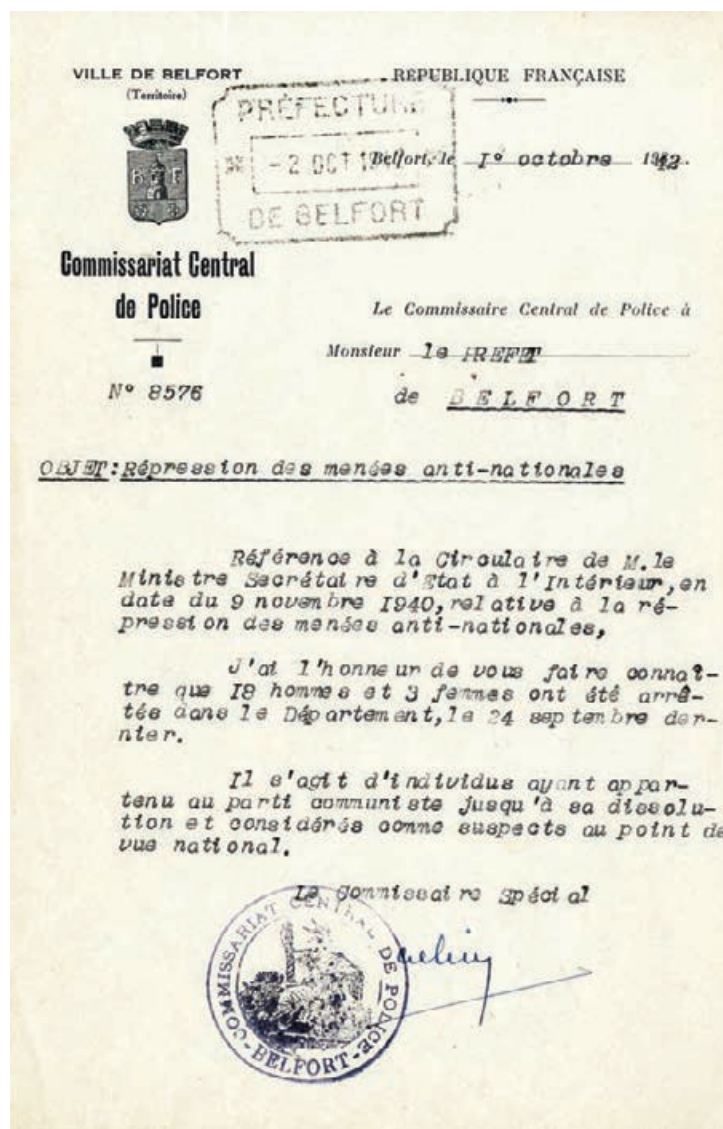 VILLE DE BELFORT
(Territoire)
RÉPUBLIQUE FRANÇAISE
PRÉFECTURE
- 2 OCT 19
DE BELFORT
B F
Belfort, le 1° octobre 1942.
Commissariat Central
de Police
Le Commissaire Central de Police à
Monsieur le PREFET
N° 8576
de BELFORT
OBJET: Répression des menées anti-nationales
Référence à la Circulaire de M.le
Ministre Secrétaire d'Etat à l'Intérieur, en
date du 9 novembre I940, relative à la ré-
pression des menées anti-nationales,
J'ai l'honneur de vous faire connaî-
tre que I8 hommes et 3 femmes ont été arrê-
tés dans le Département, le 24 septembre der-
nier.
Il s'agit d'individus ayant appar-
tenu au parti communiste jusqu'à sa dissolu-
tion et considérés comme suspects au point de
vue national.
Le Commissaire Spécial
COMMISSARIAT CENTRAL DE POLICE
- BELFORT -